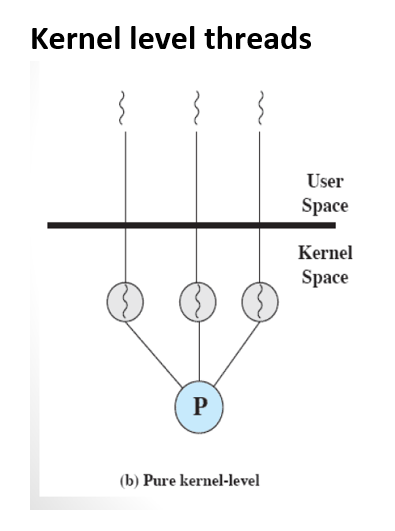 Kernel level threads
User
Space
Kernel
Space
P
(b) Pure kernel-level